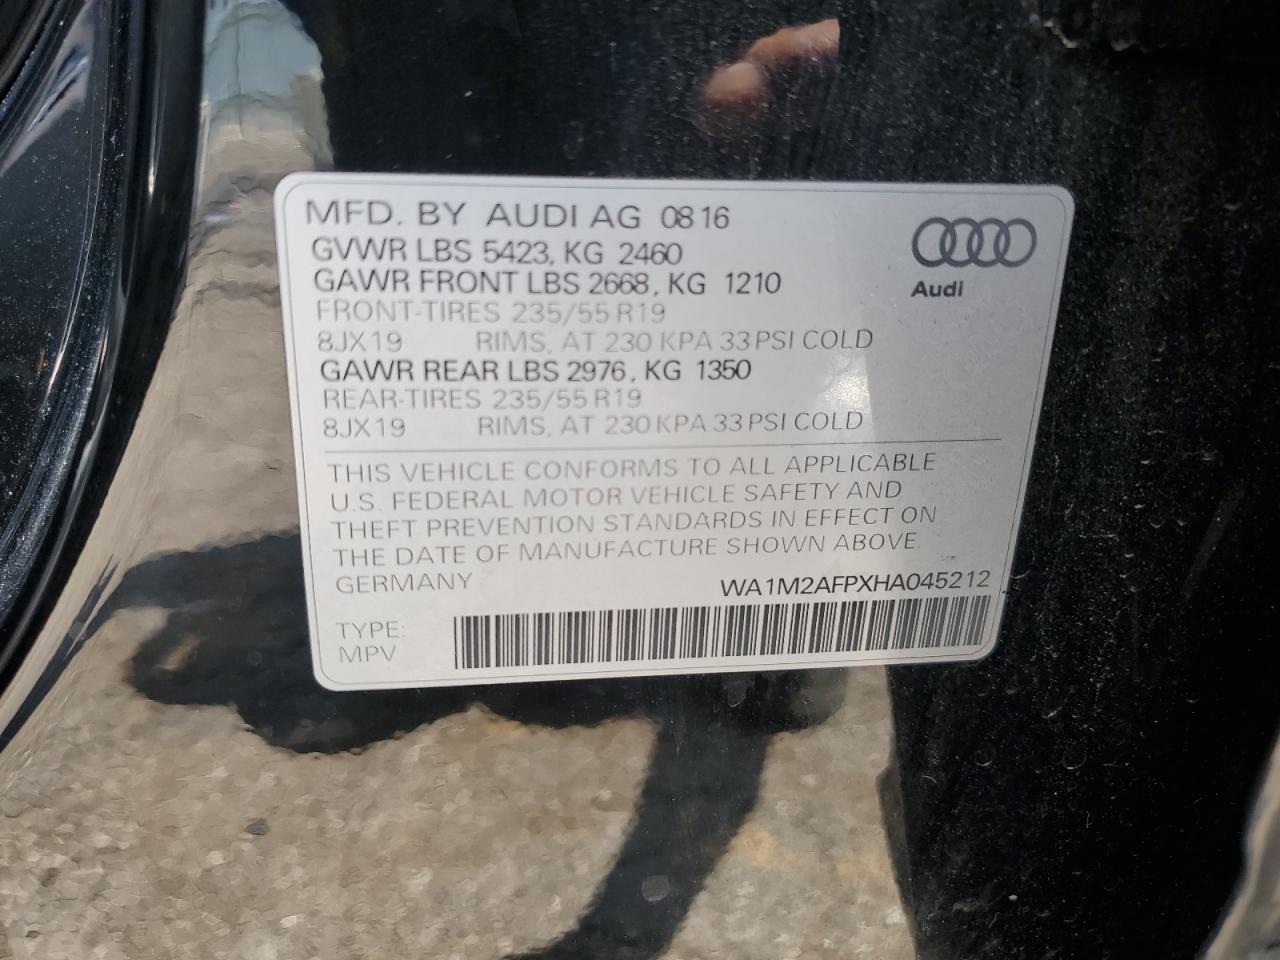 MFD. BY AUDI AG 08 16
GVWR LBS 5423, KG 2460
GAWR FRONT LBS 2668, KG 1210
FRONT-TIRES 235/55 R19
8JX19 RIMS, AT 230 KPA 33 PSI COLD
GAWR REAR LBS 2976, KG 1350
REAR-TIRES 235/55 R19
8JX19 RIMS, AT 230 KPA 33 PSI COLD
Audi
THIS VEHICLE CONFORMS TO ALL APPLICABLE
U.S. FEDERAL MOTOR VEHICLE SAFETY AND
THEFT PREVENTION STANDARDS IN EFFECT ON
THE DATE OF MANUFACTURE SHOWN ABOVE.
GERMANY WA1M2AFPXHA045212
TYPE:
MPV